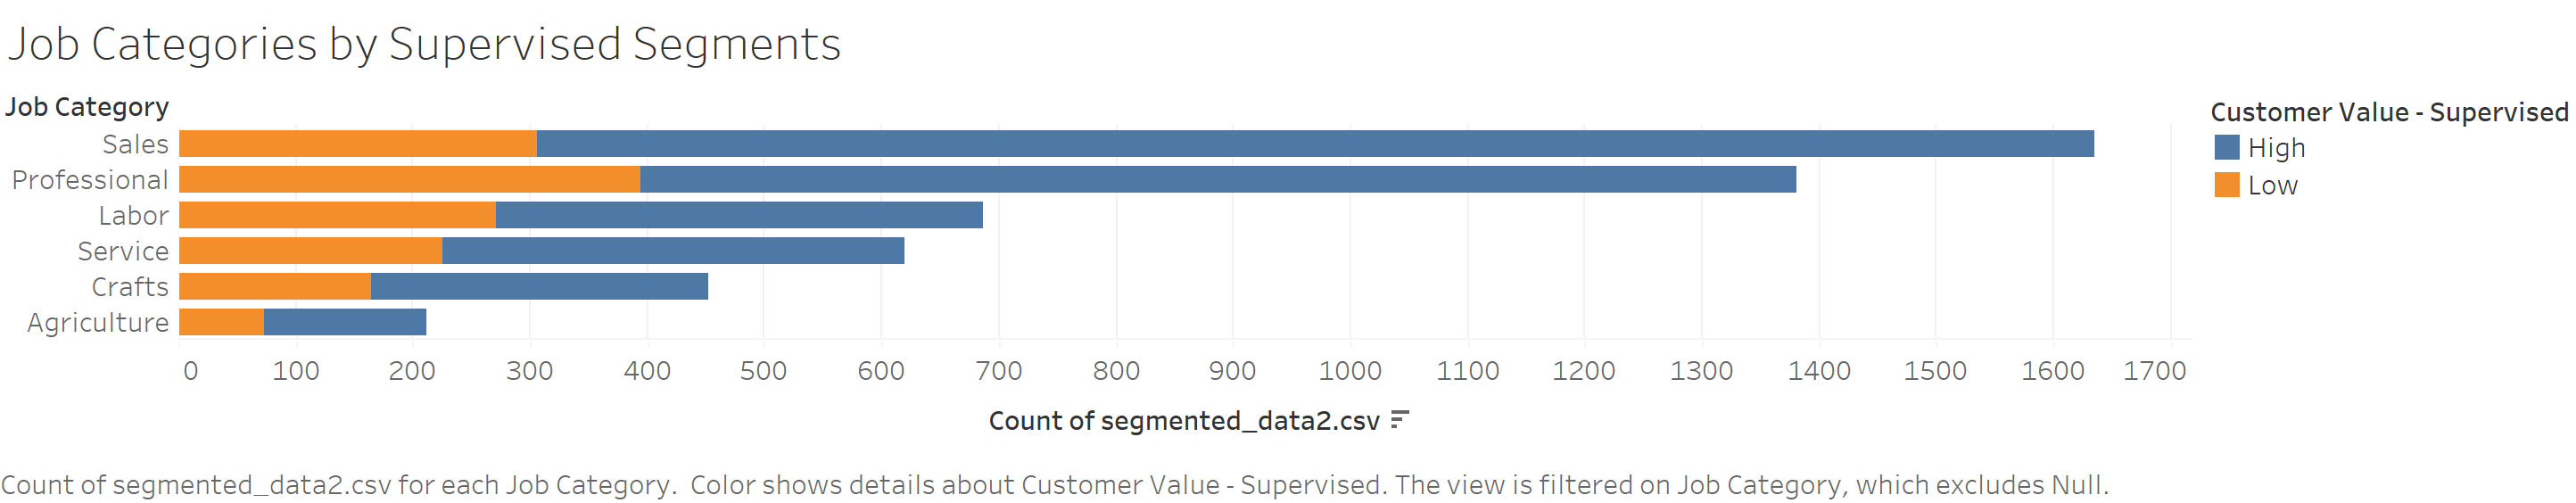 Job Categories by Supervised Segments
Job Category
Customer Value - Supervised
Sales
High
Professional
Low
Labor
Service
Crafts
Agriculture
0 100 200 300 400 500 600 700 800 900 1000 1100 1200 1300 1400 1500 1600 1700
Count of segmented_data2.csv
Count of segmented_data2.csv for each Job Category.  Color shows details about Customer Value - Supervised. The view is filtered on Job Category, which excludes Null.